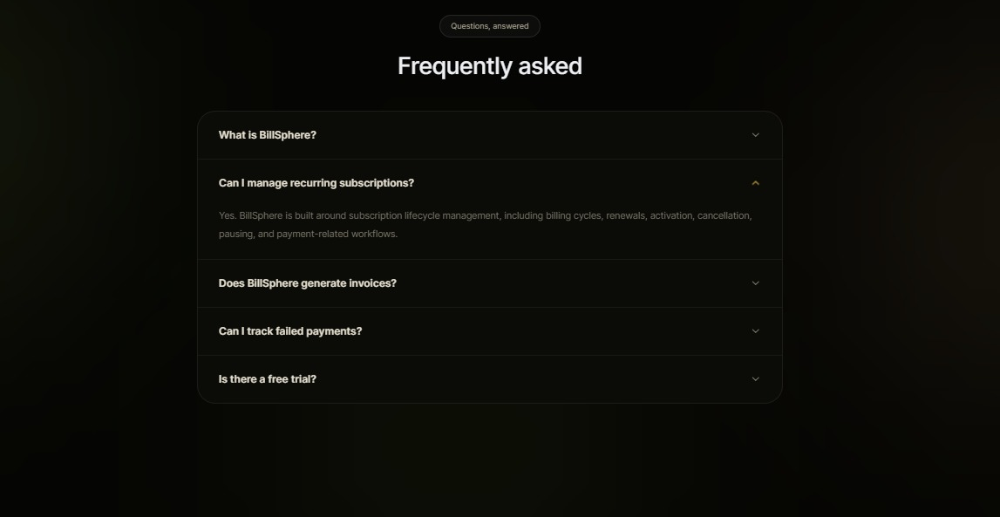 Questions, answered
Frequently asked
What is BillSphere?
Can I manage recurring subscriptions?
Yes. BillSphere is built around subscription lifecycle management, including billing cycles, renewals, activation, cancellation,
pausing, and payment-related workflows.
Does BillSphere generate invoices?
Can I track failed payments?
Is there a free trial?